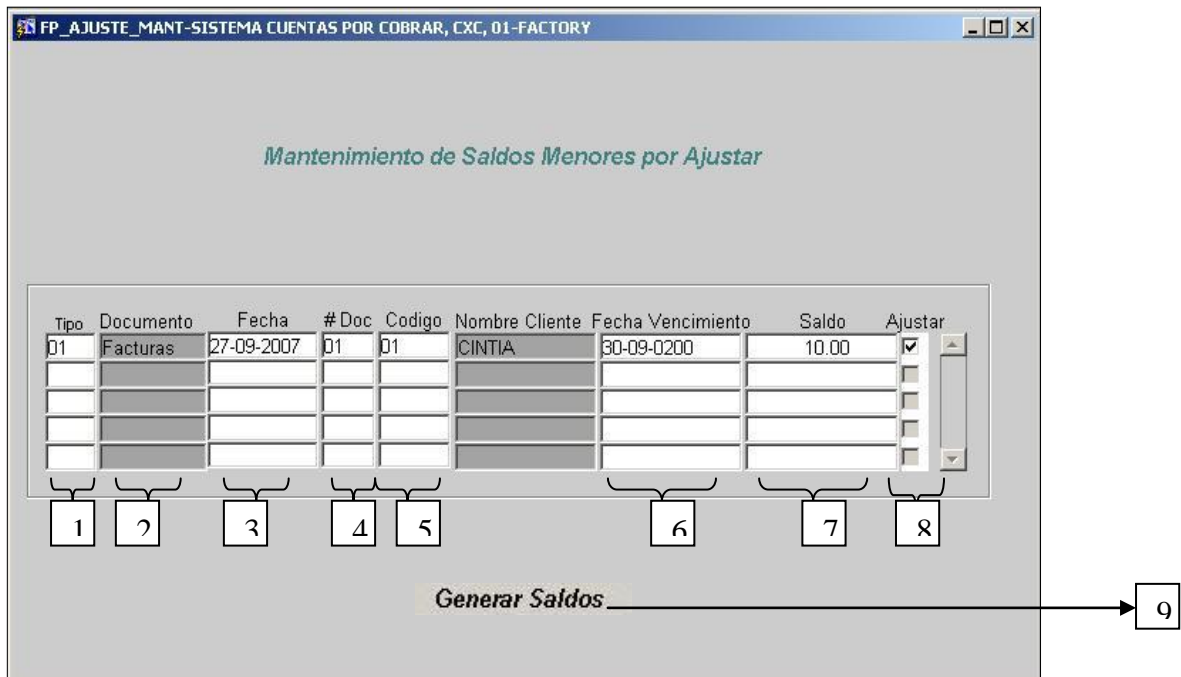 FP_AJUSTE_MANT-SISTEMA CUENTAS POR COBRAR, CXC, 01-FACTORY
Mantenimiento de Saldos Menores por Ajustar
Tipo Documento Fecha # Doc Codigo Nombre Cliente Fecha Vencimiento Saldo Ajustar
01 Facturas 27-09-2007 01 01 CINTIA 30-09-0200 10.00
1 2 3 4 5 6 7 8
Generar Saldos
9